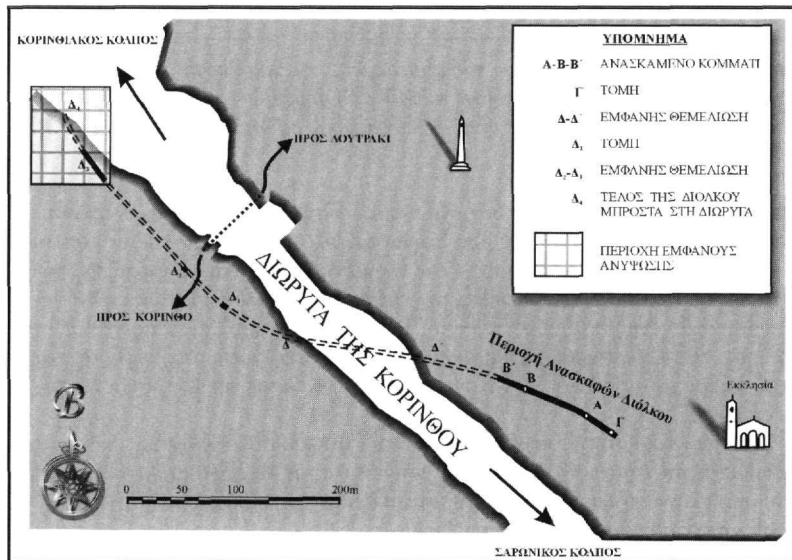 ΚΟΡΙΝΘΙΑΚΟΣ ΚΟΛΠΟΣ
Δ₄
ΠΡΟΣ ΛΟΥΤΡΑΚΙ
ΠΡΟΣ ΚΟΡΙΝΘΟ
Δ
Δ΄
ΔΙΩΡΥΓΑ ΤΗΣ ΚΟΡΙΝΘΟΥ
Περιοχή Ανασκαφών Διόλκου
Β΄
Β
Α
Γ
Εκκλησία
Β
0 50 100 200m
ΣΑΡΩΝΙΚΟΣ ΚΟΛΠΟΣ
ΥΠΟΜΝΗΜΑ
Α-Β-Β΄ ΑΝΑΣΚΑΜΕΝΟ ΚΟΜΜΑΤΙ
Γ ΤΟΜΗ
Δ-Δ΄ ΕΜΦΑΝΗΣ ΘΕΜΕΛΙΩΣΗ
Δ₁ ΤΟΜΗ
Δ₂-Δ₃ ΕΜΦΑΝΗΣ ΘΕΜΕΛΙΩΣΗ
Δ₄ ΤΕΛΟΣ ΤΗΣ ΔΙΟΛΚΟΥ
ΜΠΡΟΣΤΑ ΣΤΗ ΔΙΩΡΥΓΑ
ΠΕΡΙΟΧΗ ΕΜΦΑΝΟΥΣ
ΑΝΥΨΩΣΗΣ